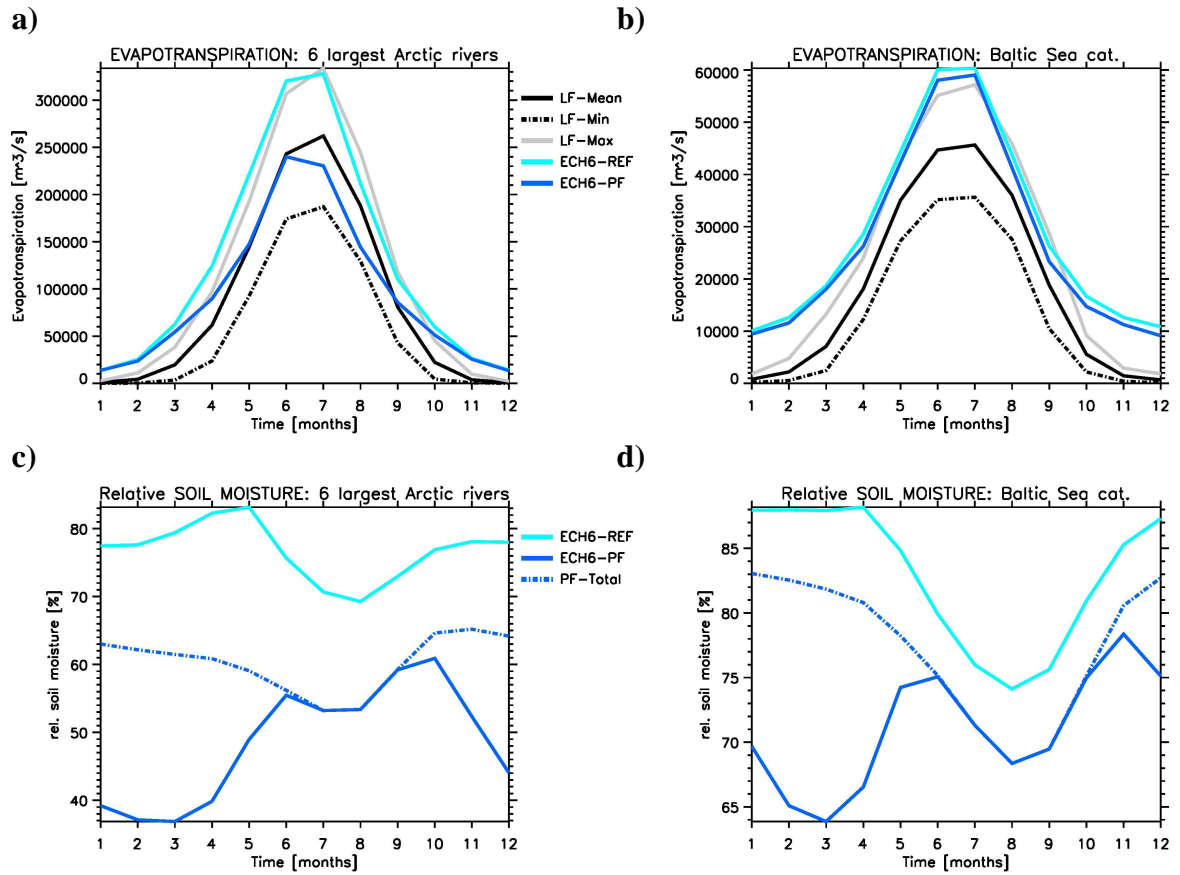 a)
EVAPOTRANSPIRATION: 6 largest Arctic rivers
Evapotranspiration [m^3/s]
300000
250000
200000
150000
100000
50000
0
1 2 3 4 5 6 7 8 9 10 11 12
Time [months]
LF-Mean
LF-Min
LF-Max
ECH6-REF
ECH6-PF
b)
EVAPOTRANSPIRATION: Baltic Sea cat.
Evapotranspiration [m^3/s]
60000
50000
40000
30000
20000
10000
0
1 2 3 4 5 6 7 8 9 10 11 12
Time [months]
c)
Relative SOIL MOISTURE: 6 largest Arctic rivers
rel. soil moisture [%]
80
70
60
50
40
1 2 3 4 5 6 7 8 9 10 11 12
Time [months]
ECH6-REF
ECH6-PF
PF-Total
d)
Relative SOIL MOISTURE: Baltic Sea cat.
rel. soil moisture [%]
85
80
75
70
65
1 2 3 4 5 6 7 8 9 10 11 12
Time [months]